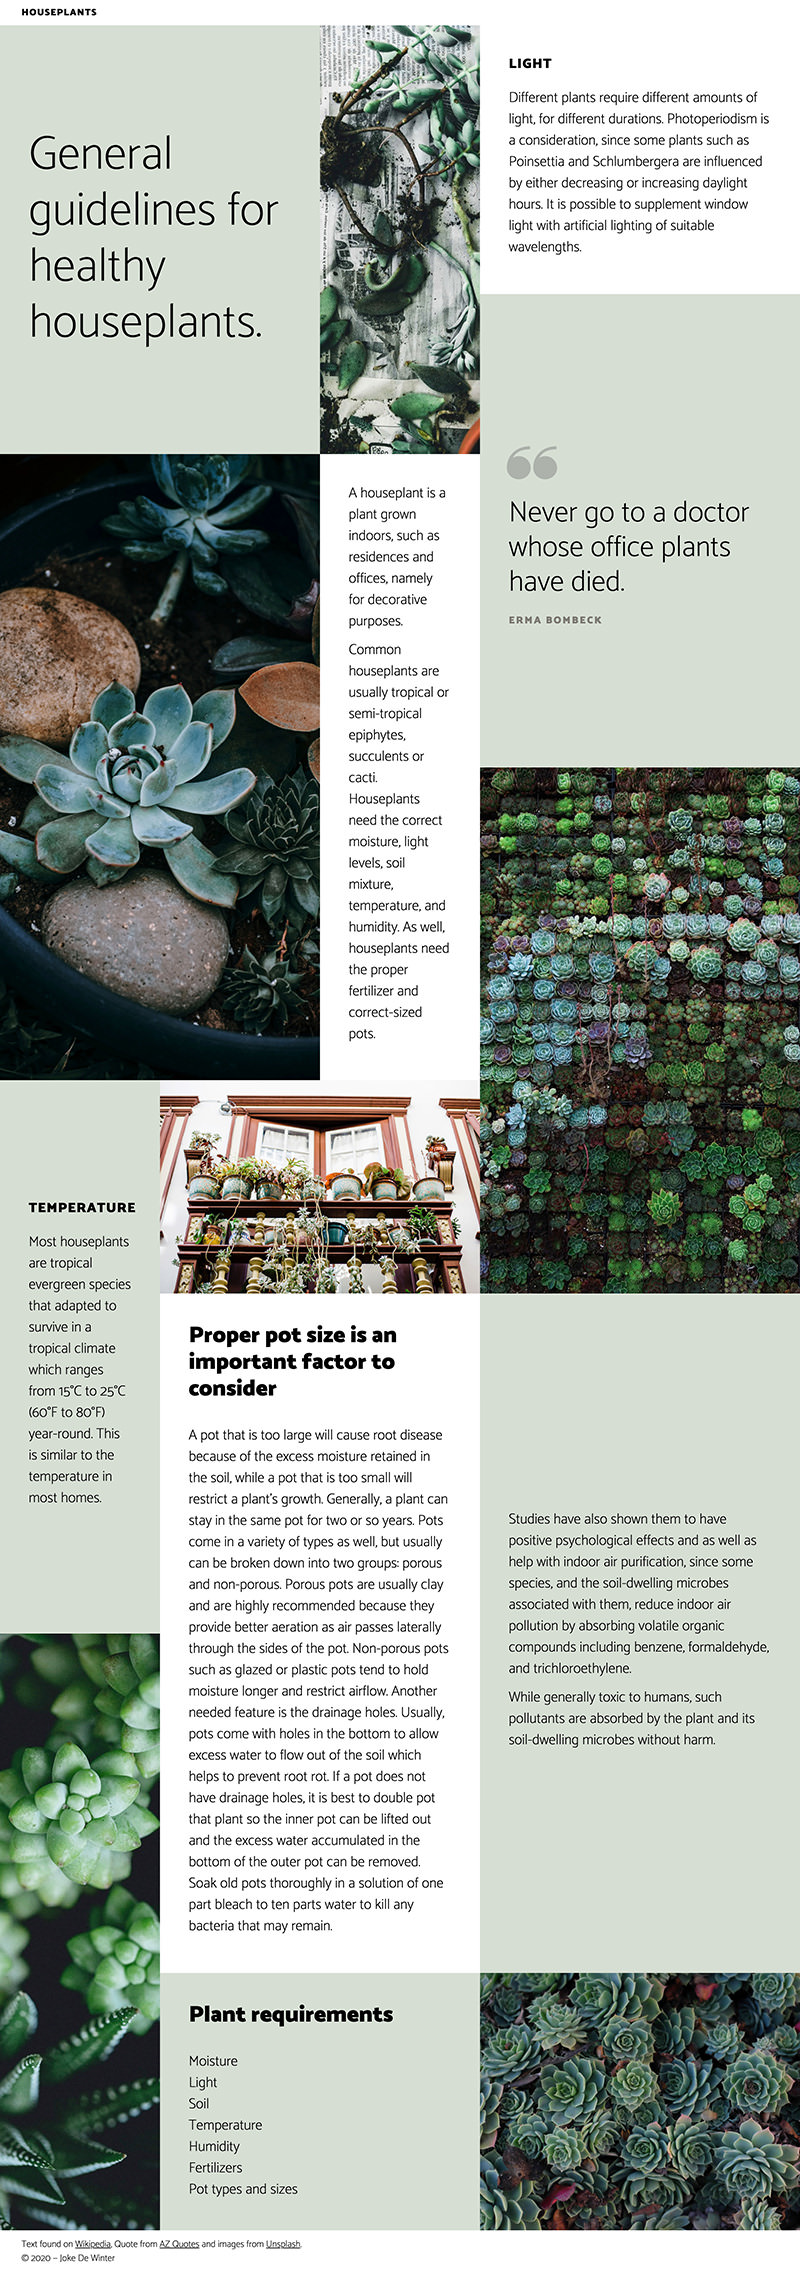 HOUSEPLANTS
General
guidelines for
healthy
houseplants.
LIGHT
Different plants require different amounts of
light, for different durations. Photoperiodism is
a consideration, since some plants such as
Poinsettia and Schlumbergera are influenced
by either decreasing or increasing daylight
hours. It is possible to supplement window
light with artificial lighting of suitable
wavelengths.
A houseplant is a
plant grown
indoors, such as
residences and
offices, namely
for decorative
purposes.
Common
houseplants are
usually tropical or
semi-tropical
epiphytes,
succulents or
cacti.
Houseplants
need the correct
moisture, light
levels, soil
mixture,
temperature, and
humidity. As well,
houseplants need
the proper
fertilizer and
correct-sized
pots.
“
Never go to a doctor
whose office plants
have died.
ERMA BOMBECK
TEMPERATURE
Most houseplants
are tropical
evergreen species
that adapted to
survive in a
tropical climate
which ranges
from 15°C to 25°C
(60°F to 80°F)
year-round. This
is similar to the
temperature in
most homes.
Proper pot size is an
important factor to
consider
A pot that is too large will cause root disease
because of the excess moisture retained in
the soil, while a pot that is too small will
restrict a plant's growth. Generally, a plant can
stay in the same pot for two or so years. Pots
come in a variety of types as well, but usually
can be broken down into two groups: porous
and non-porous. Porous pots are usually clay
and are highly recommended because they
provide better aeration as air passes laterally
through the sides of the pot. Non-porous pots
such as glazed or plastic pots tend to hold
moisture longer and restrict airflow. Another
needed feature is the drainage holes. Usually,
pots come with holes in the bottom to allow
excess water to flow out of the soil which
helps to prevent root rot. If a pot does not
have drainage holes, it is best to double pot
that plant so the inner pot can be lifted out
and the excess water accumulated in the
bottom of the outer pot can be removed.
Soak old pots thoroughly in a solution of one
part bleach to ten parts water to kill any
bacteria that may remain.
Studies have also shown them to have
positive psychological effects and as well as
help with indoor air purification, since some
species, and the soil-dwelling microbes
associated with them, reduce indoor air
pollution by absorbing volatile organic
compounds including benzene, formaldehyde,
and trichloroethylene.
While generally toxic to humans, such
pollutants are absorbed by the plant and its
soil-dwelling microbes without harm.
Plant requirements
Moisture
Light
Soil
Temperature
Humidity
Fertilizers
Pot types and sizes
Text found on Wikipedia, Quote from AZ Quotes and images from Unsplash.
© 2020 – Joke De Winter